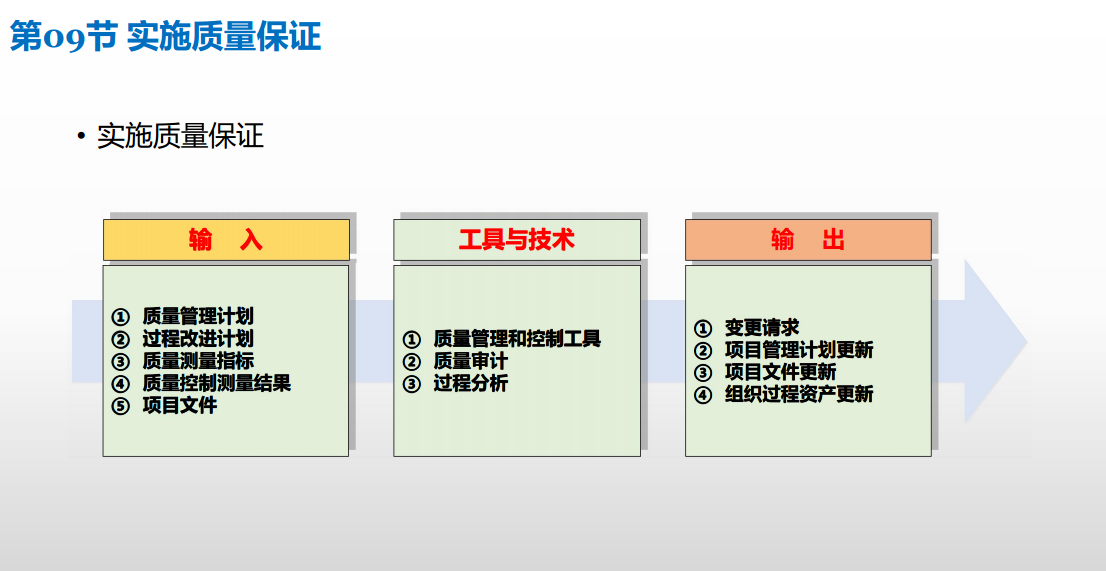 第09节 实施质量保证
• 实施质量保证
输 入
① 质量管理计划
② 过程改进计划
③ 质量测量指标
④ 质量控制测量结果
⑤ 项目文件
工具与技术
① 质量管理和控制工具
② 质量审计
③ 过程分析
输 出
① 变更请求
② 项目管理计划更新
③ 项目文件更新
④ 组织过程资产更新